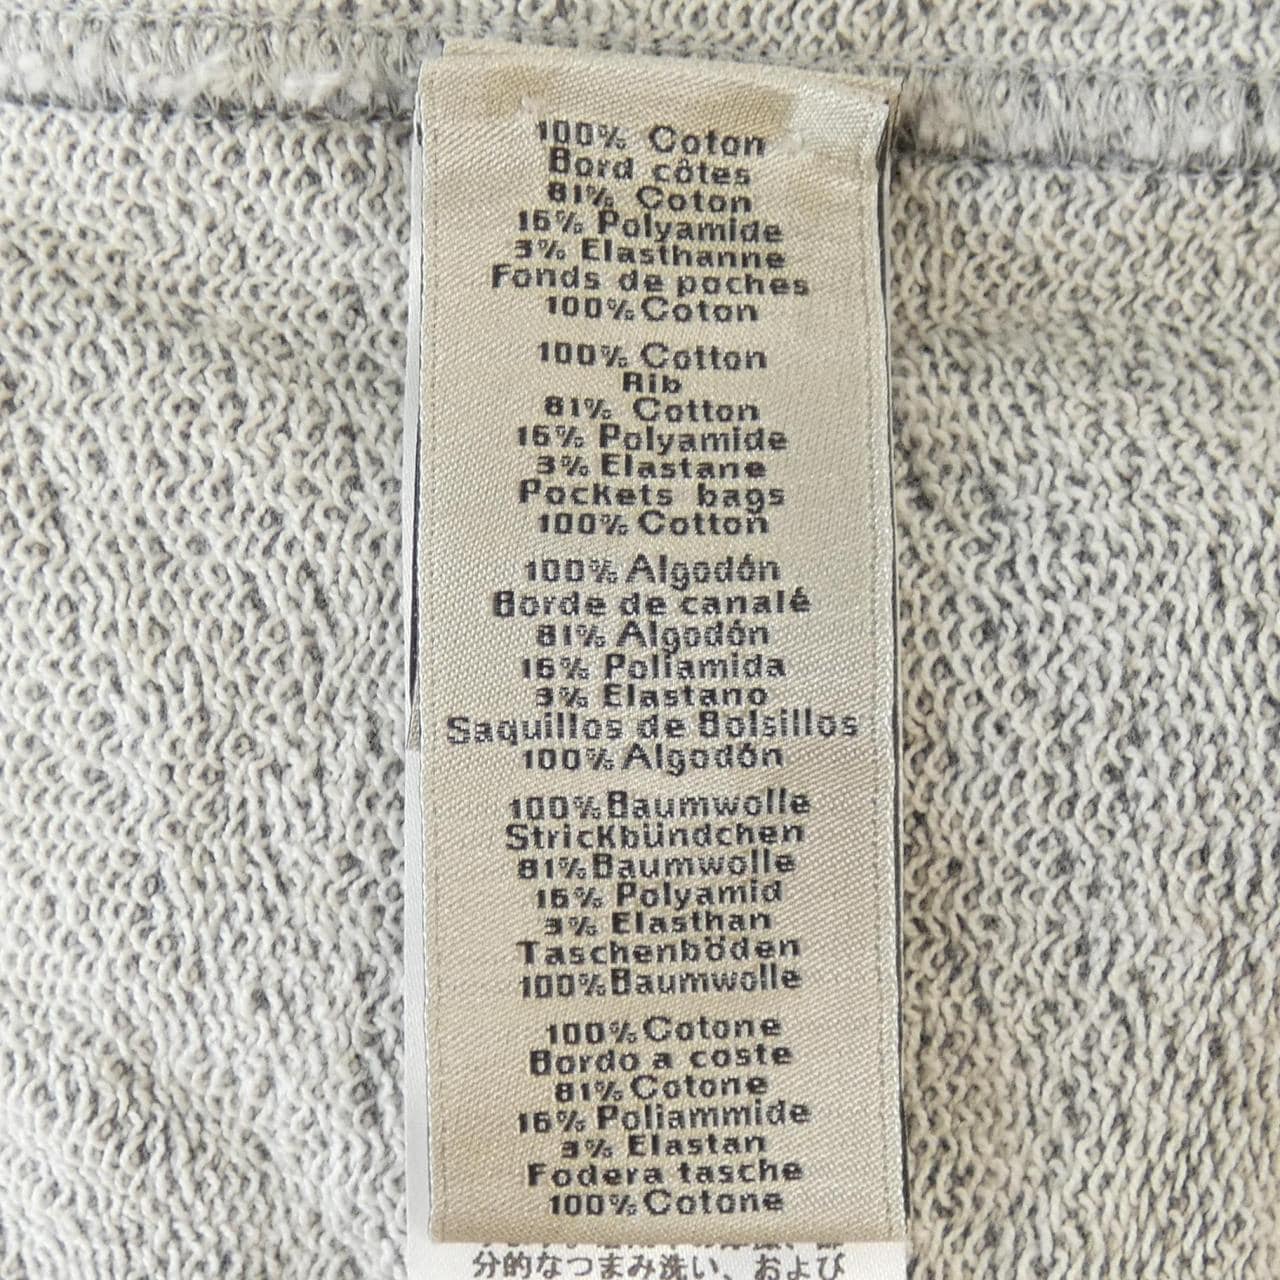 100% Coton
Bord côtes
81% Coton
16% Polyamide
3% Elasthanne
Fonds de poches
100% Coton
100% Cotton
Rib
81% Cotton
16% Polyamide
3% Elastane
Pockets bags
100% Cotton
100% Algodón
Borde de canalé
81% Algodón
16% Poliamida
3% Elastano
Saquillos de Bolsillos
100% Algodón
100% Baumwolle
Strickbündchen
81% Baumwolle
16% Polyamid
3% Elasthan
Taschenböden
100% Baumwolle
100% Cotone
Bordo a coste
81% Cotone
16% Poliammide
3% Elastan
Fodera tasche
100% Cotone
分的なつまみ洗い、および